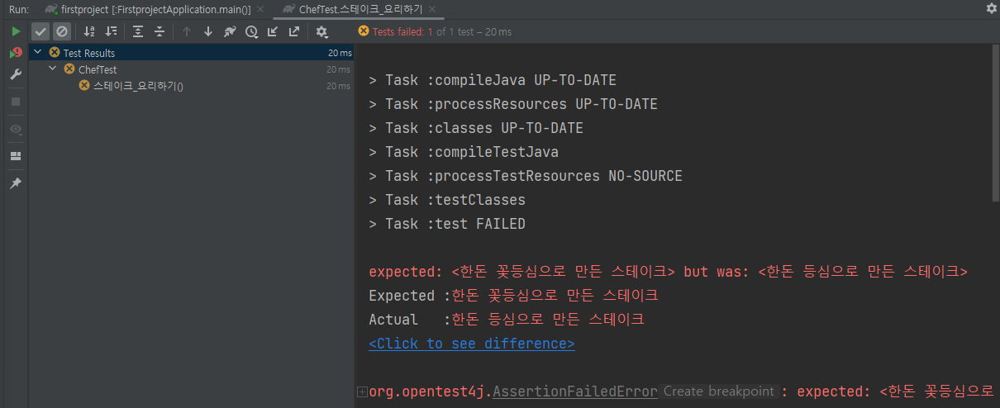 Run: firstproject [:FirstprojectApplication.main()] × ChefTest.스테이크_요리하기 ×
Tests failed: 1 of 1 test – 20 ms
Test Results 20 ms
ChefTest 20 ms
스테이크_요리하기() 20 ms
> Task :compileJava UP-TO-DATE
> Task :processResources UP-TO-DATE
> Task :classes UP-TO-DATE
> Task :compileTestJava
> Task :processTestResources NO-SOURCE
> Task :testClasses
> Task :test FAILED
expected: <한돈 꽃등심으로 만든 스테이크> but was: <한돈 등심으로 만든 스테이크>
Expected :한돈 꽃등심으로 만든 스테이크
Actual :한돈 등심으로 만든 스테이크
<Click to see difference>
org.opentest4j.AssertionFailedError Create breakpoint : expected: <한돈 꽃등심으로